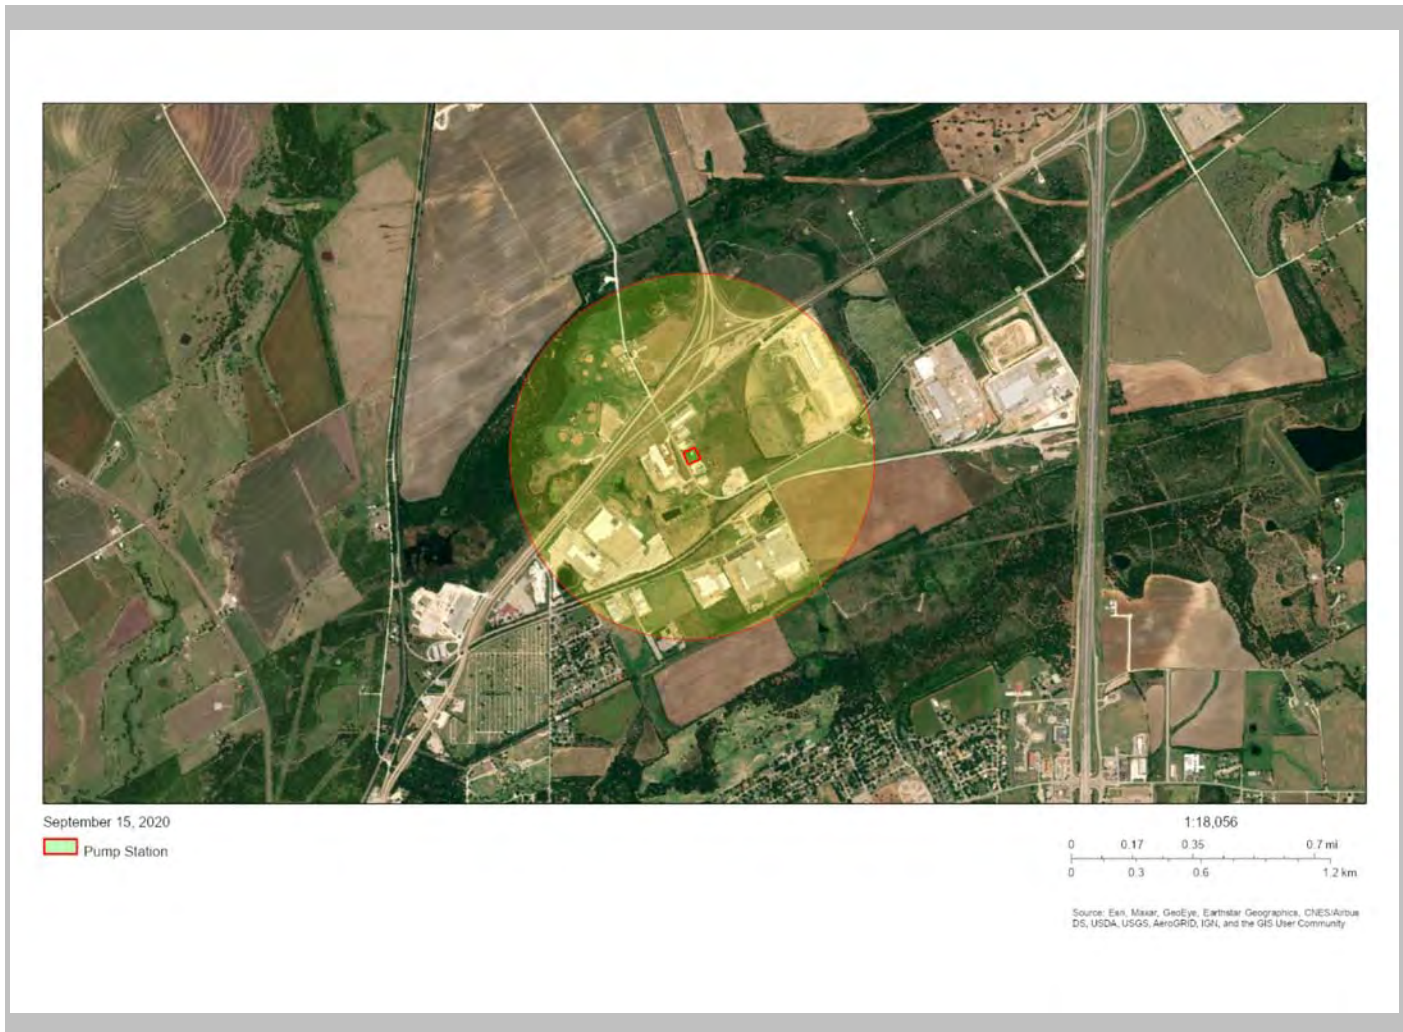 September 15, 2020
Pump Station
1:18,056
0 0.17 0.35 0.7 mi
0 0.3 0.6 1.2 km
Source: Esri, Maxar, GeoEye, Earthstar Geographics, CNES/Airbus
DS, USDA, USGS, AeroGRID, IGN, and the GIS User Community